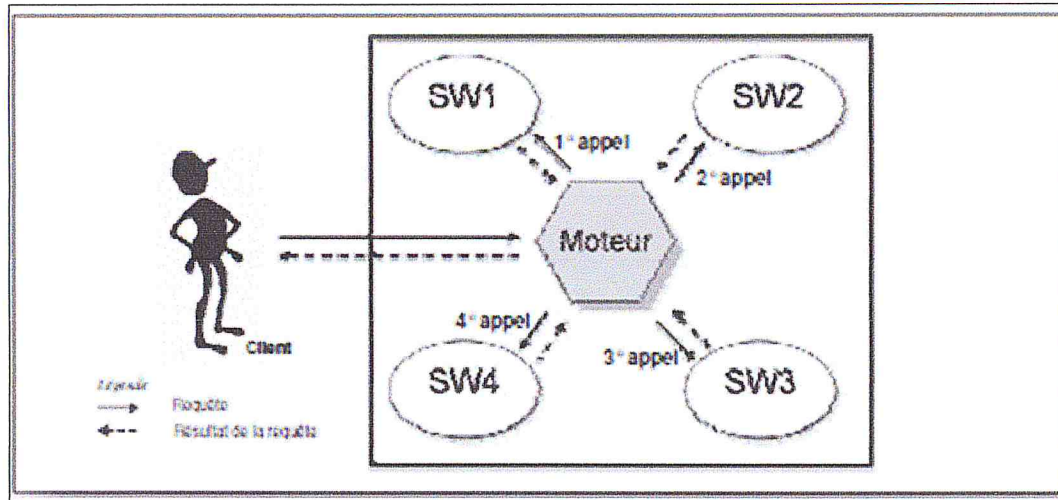 SW1
SW2
1° appel
2° appel
Moteur
4° appel
3° appel
Client
SW4
SW3
Légende
Requête
Résultat de la requête